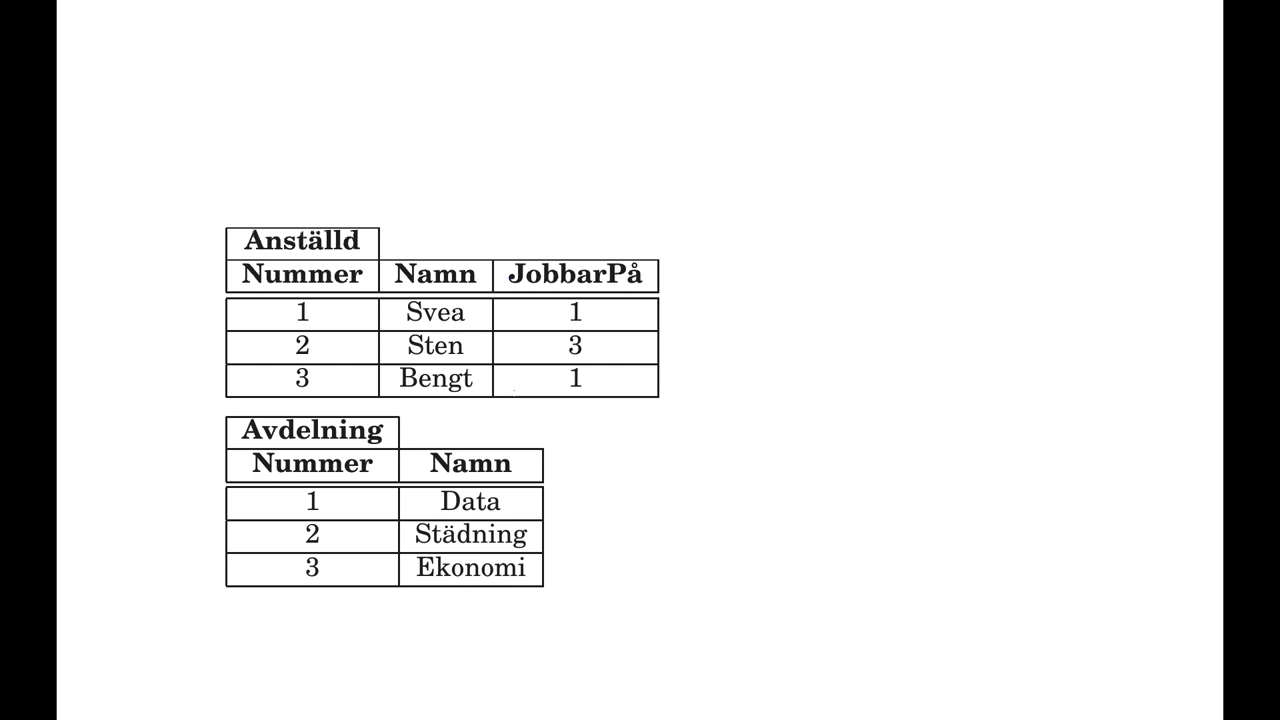 Anställd
Nummer Namn JobbarPå
1 Svea 1
2 Sten 3
3 Bengt 1
Avdelning
Nummer Namn
1 Data
2 Städning
3 Ekonomi